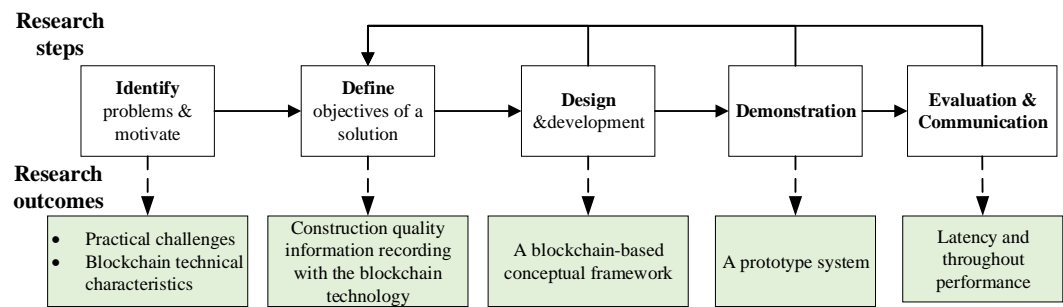 Research
steps
Identify
problems &
motivate
Define
objectives of a
solution
Design
&development
Demonstration
Evaluation &
Communication
Research
outcomes
• Practical challenges
• Blockchain technical
characteristics
Construction quality
information recording
with the blockchain
technology
A blockchain-based
conceptual framework
A prototype system
Latency and
throughout
performance